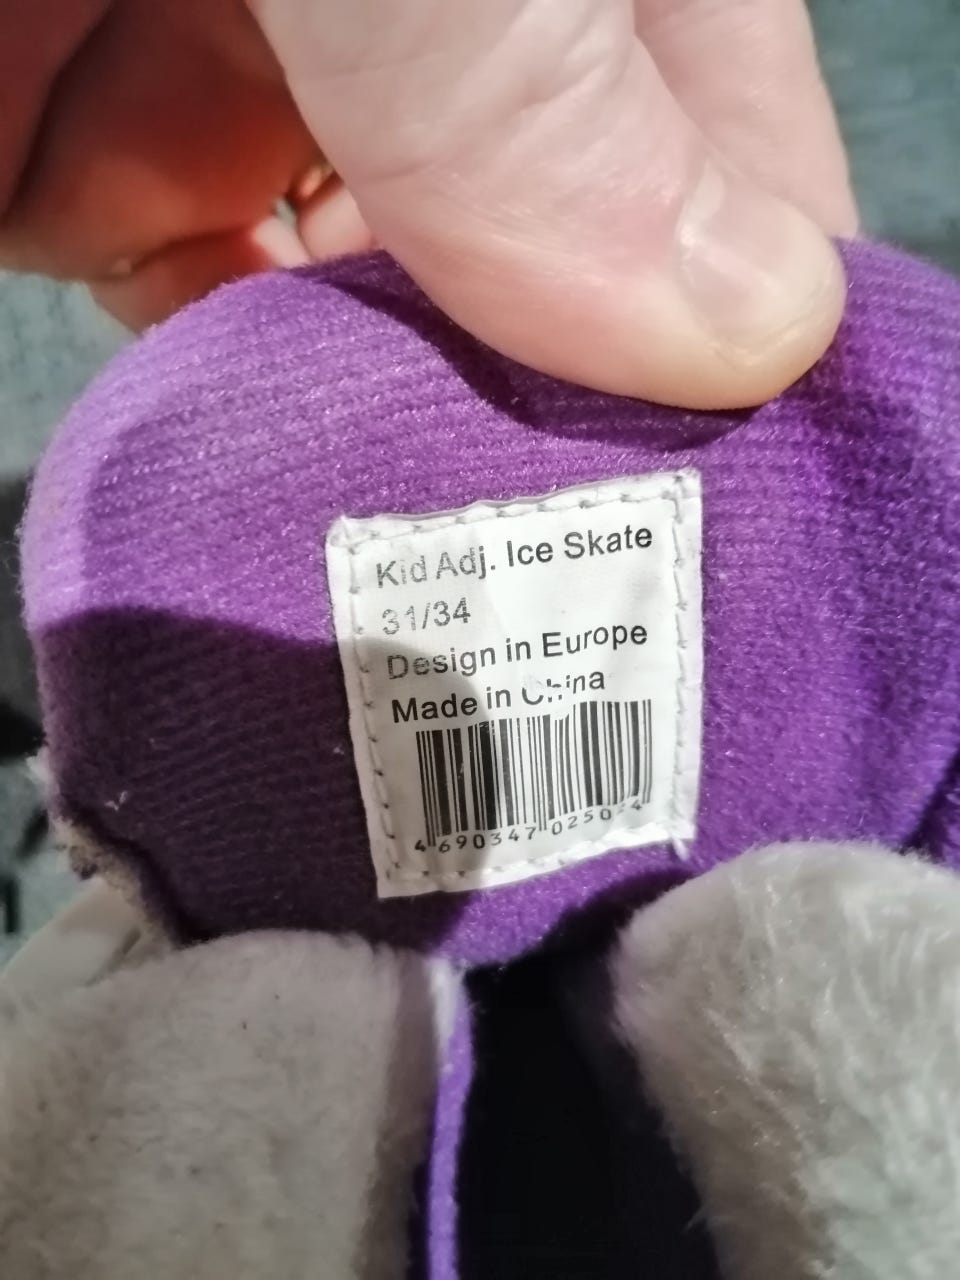 Kid Adj. Ice Skate
31/34
Design in Europe
Made in China